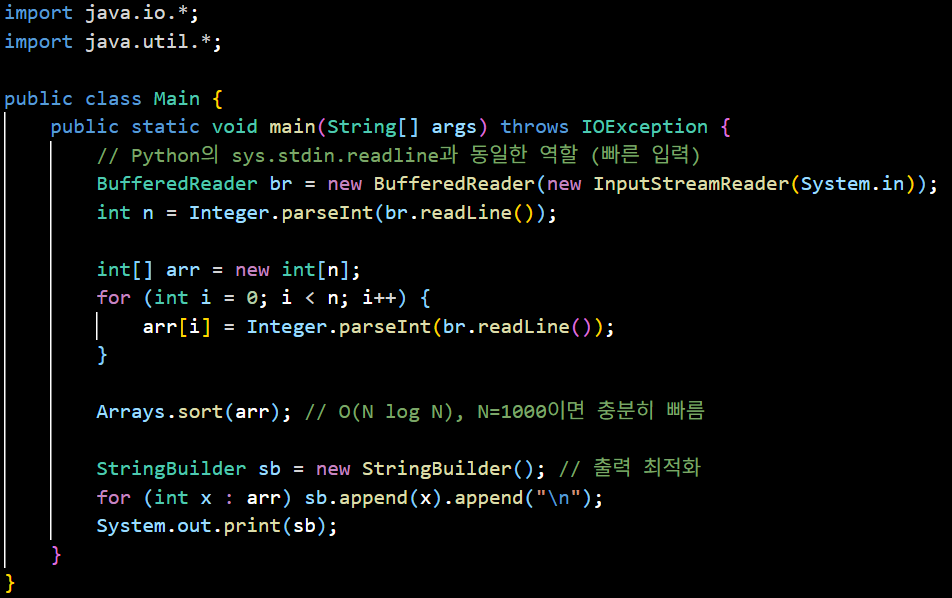 import java.io.*;
import java.util.*;

public class Main {
    public static void main(String[] args) throws IOException {
        // Python의 sys.stdin.readline과 동일한 역할 (빠른 입력)
        BufferedReader br = new BufferedReader(new InputStreamReader(System.in));
        int n = Integer.parseInt(br.readLine());

        int[] arr = new int[n];
        for (int i = 0; i < n; i++) {
            arr[i] = Integer.parseInt(br.readLine());
        }

        Arrays.sort(arr); // O(N log N), N=1000이면 충분히 빠름

        StringBuilder sb = new StringBuilder(); // 출력 최적화
        for (int x : arr) sb.append(x).append("\n");
        System.out.print(sb);
    }
}